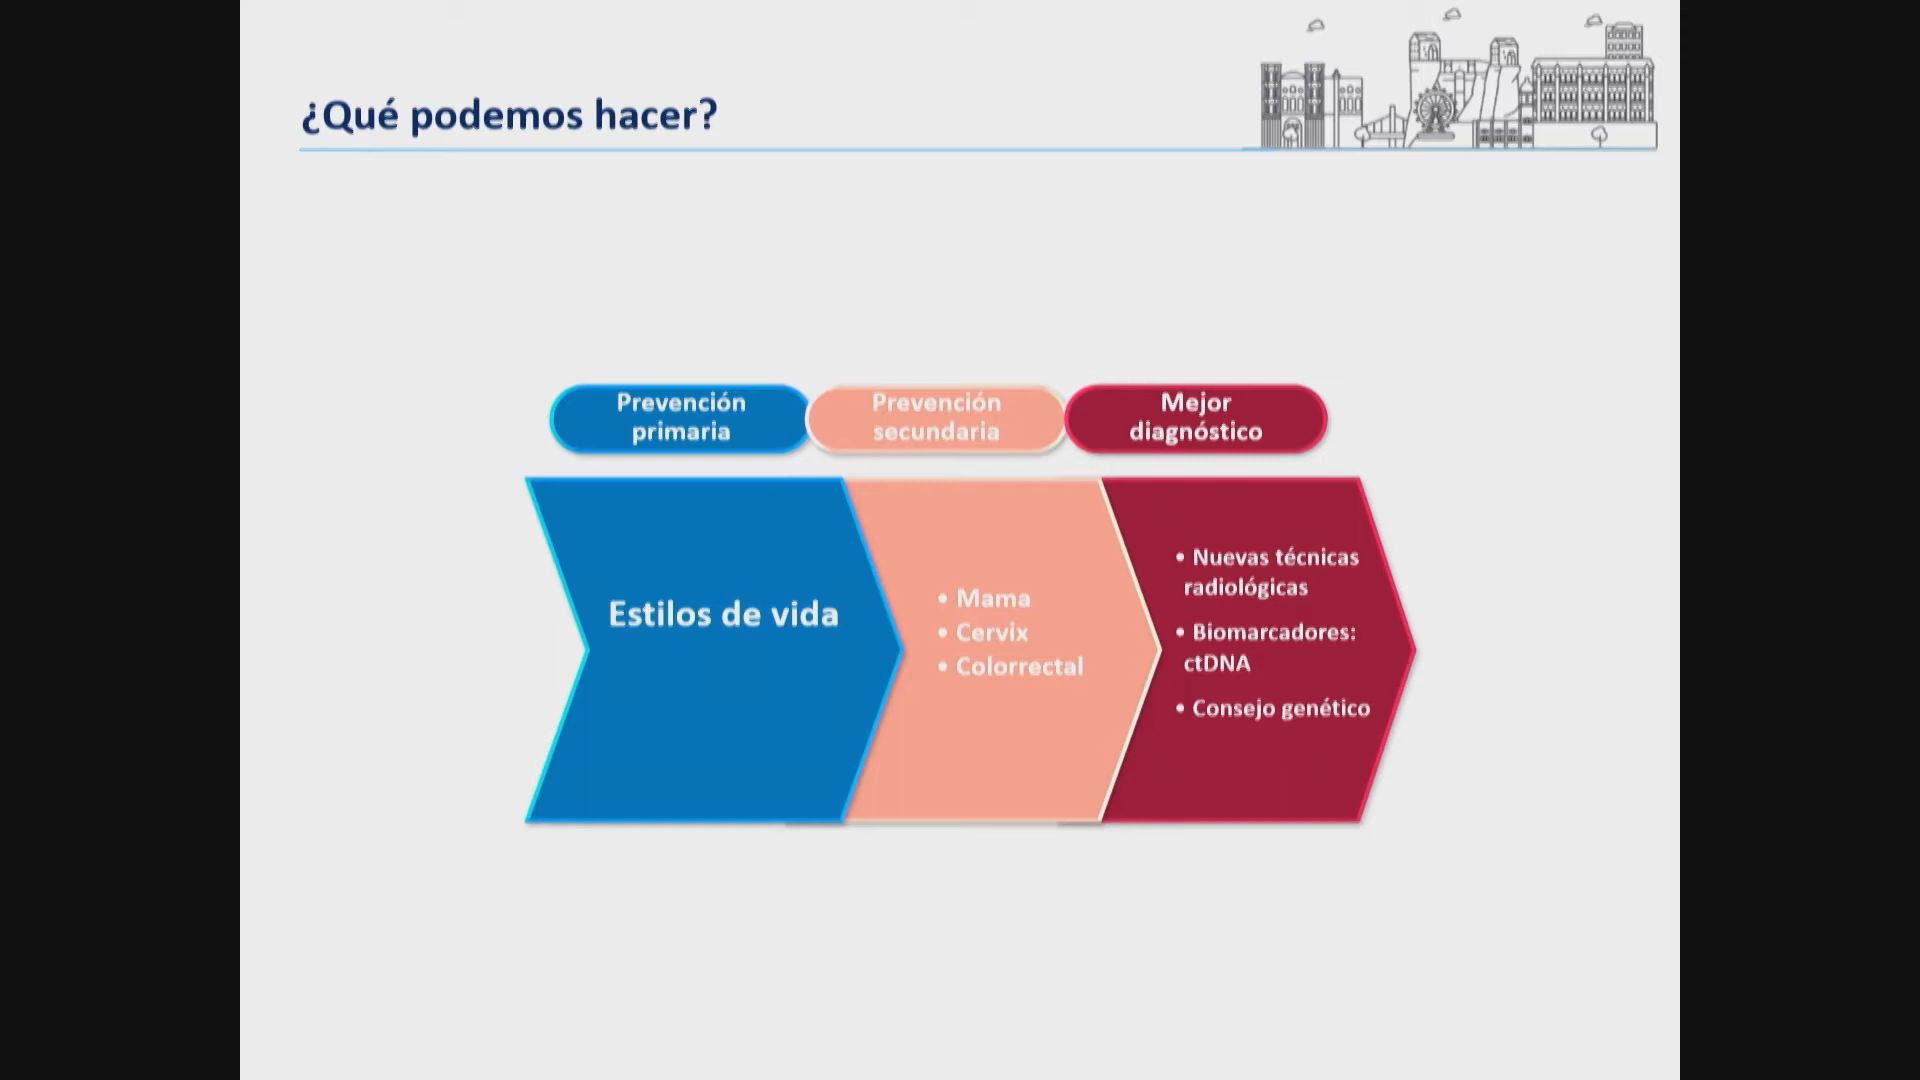 ¿Qué podemos hacer?
Prevención
primaria
Prevención
secundaria
Mejor
diagnóstico
Estilos de vida
• Mama
• Cervix
• Colorrectal
• Nuevas técnicas
radiológicas
• Biomarcadores:
ctDNA
• Consejo genético